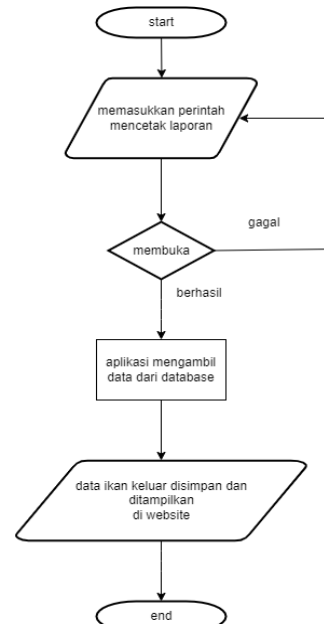 start
memasukkan perintah
mencetak laporan
gagal
membuka
berhasil
aplikasi mengambil
data dari database
data ikan keluar disimpan dan
ditampilkan
di website
end